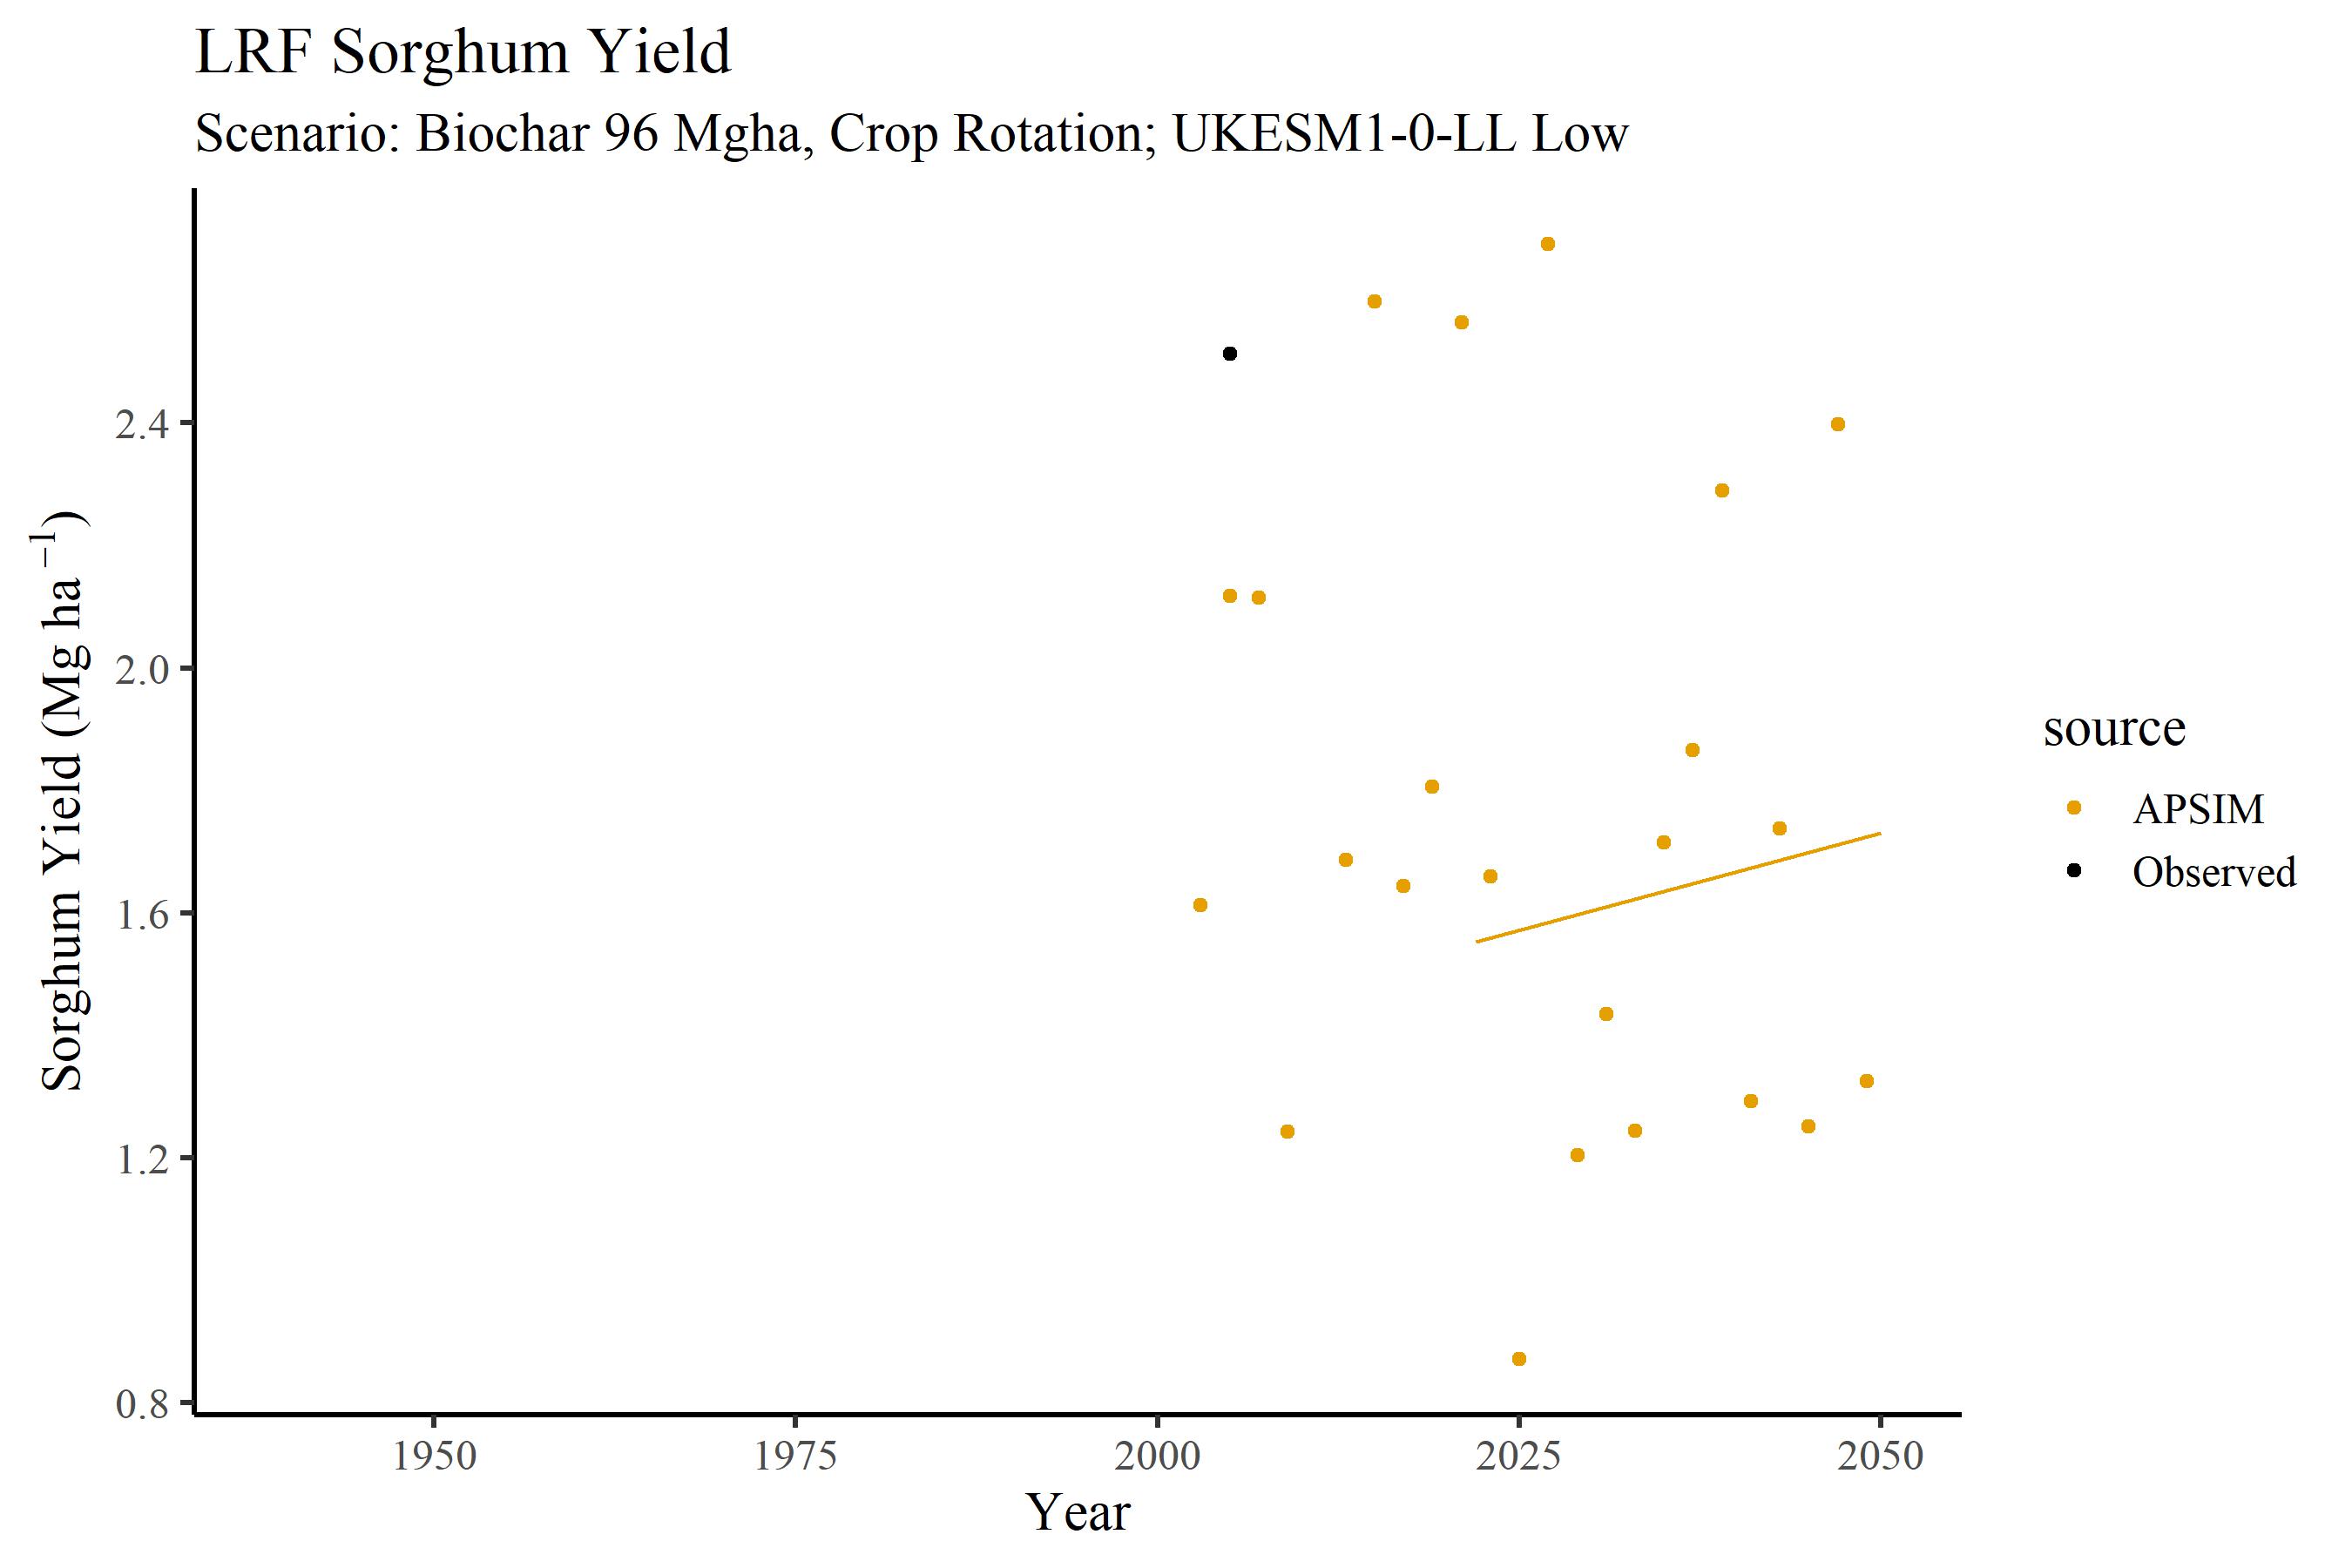 LRF Sorghum Yield
Scenario: Biochar 96 Mgha, Crop Rotation; UKESM1-0-LL Low
Sorghum Yield (Mg ha⁻¹)
2.4
2.0
1.6
1.2
0.8
1950 1975 2000 2025 2050
Year
source
APSIM
Observed